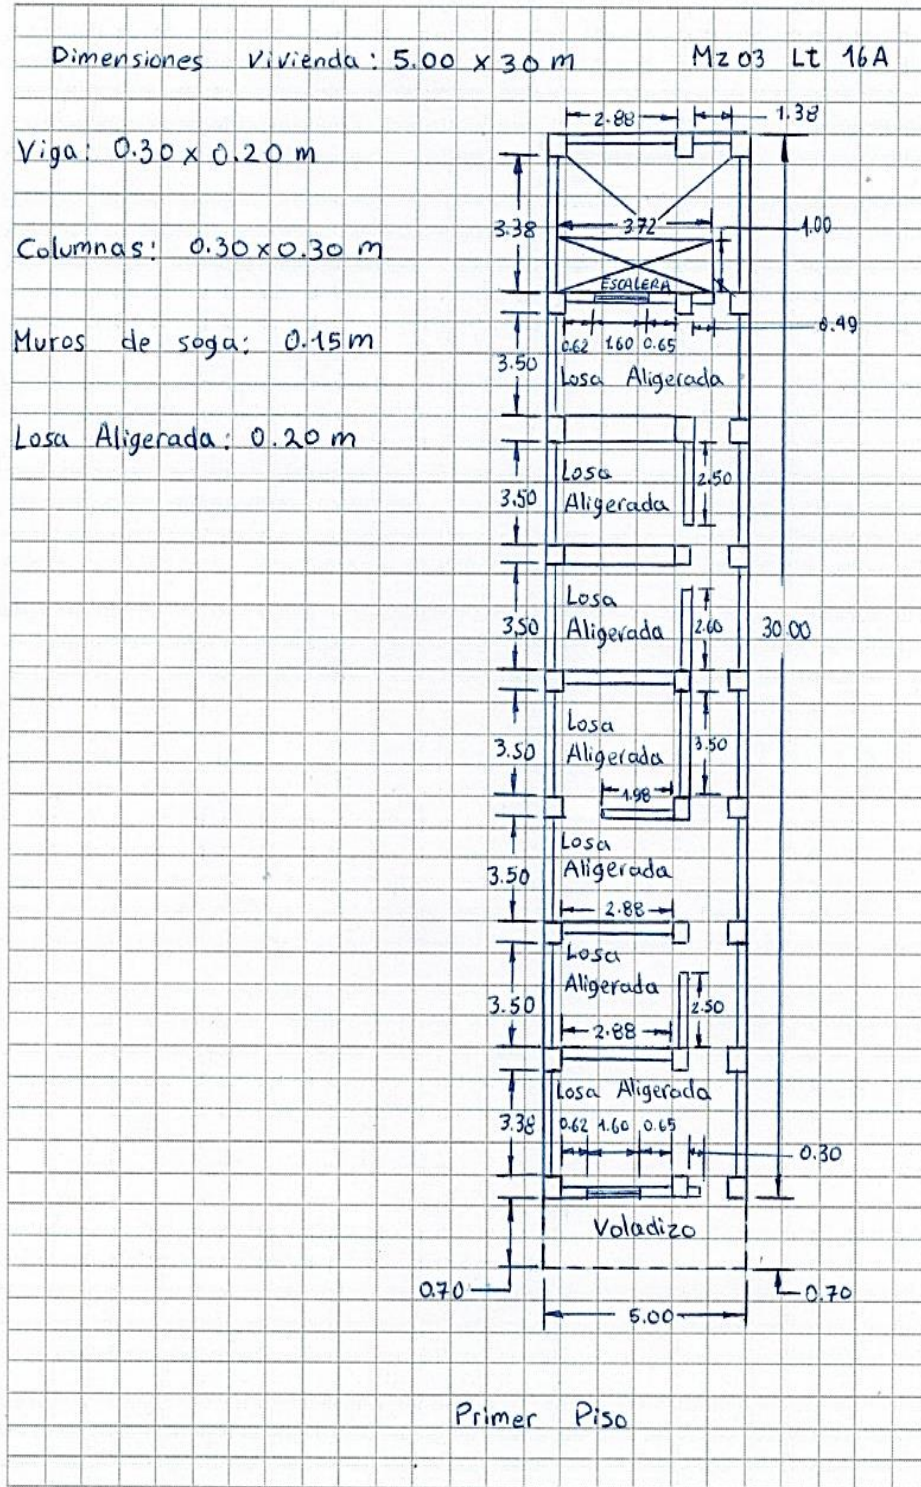 Dimensiones Vivienda: 5.00 x 30 m Mz 03 Lt 16A
2.88 1.38
Viga: 0.30 x 0.20 m
3.38 3.72 1.00
Columnas: 0.30 x 0.30 m
ESCALERA
0.49
Muros de soga: 0.15m
0.62 1.60 0.65
3.50
Losa Aligerada
Losa Aligerada: 0.20 m
Losa
2.50
3.50 Aligerada
Losa
3.50 Aligerada 2.60 30.00
Losa
3.50 Aligerada 3.50
1.98
Losa
3.50 Aligerada
2.88
Losa
Aligerada
3.50 2.50
2.88
Losa Aligerada
3.38 0.62 1.60 0.65
0.30
Voladizo
0.70 0.70
5.00
Primer Piso